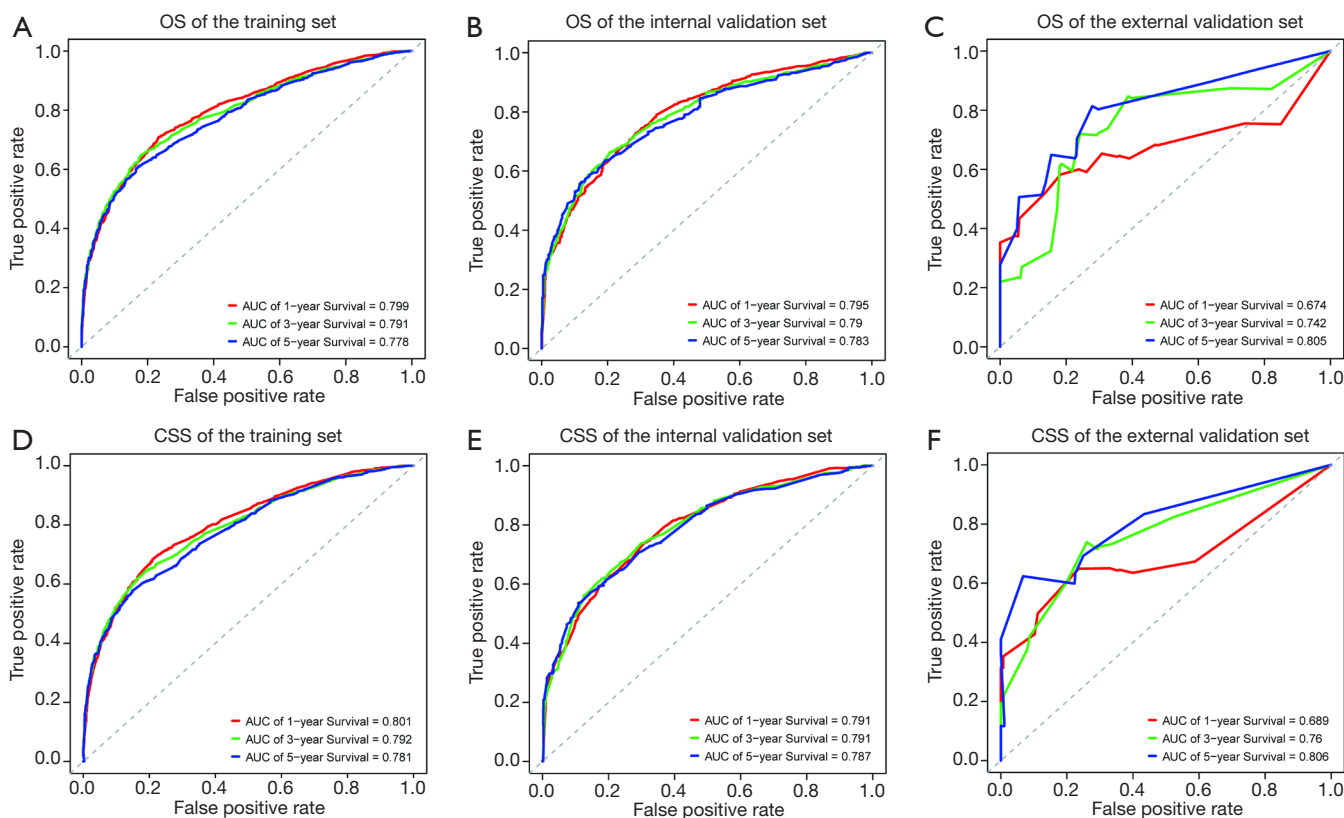 A
OS of the training set
True positive rate
1.0
0.8
0.6
0.4
0.2
0.0
AUC of 1−year Survival = 0.799
AUC of 3−year Survival = 0.791
AUC of 5−year Survival = 0.778
0.0 0.2 0.4 0.6 0.8 1.0
False positive rate
B
OS of the internal validation set
True positive rate
1.0
0.8
0.6
0.4
0.2
0.0
AUC of 1−year Survival = 0.795
AUC of 3−year Survival = 0.79
AUC of 5−year Survival = 0.783
0.0 0.2 0.4 0.6 0.8 1.0
False positive rate
C
OS of the external validation set
True positive rate
1.0
0.8
0.6
0.4
0.2
0.0
AUC of 1−year Survival = 0.674
AUC of 3−year Survival = 0.742
AUC of 5−year Survival = 0.805
0.0 0.2 0.4 0.6 0.8 1.0
False positive rate
D
CSS of the training set
True positive rate
1.0
0.8
0.6
0.4
0.2
0.0
AUC of 1−year Survival = 0.801
AUC of 3−year Survival = 0.792
AUC of 5−year Survival = 0.781
0.0 0.2 0.4 0.6 0.8 1.0
False positive rate
E
CSS of the internal validation set
True positive rate
1.0
0.8
0.6
0.4
0.2
0.0
AUC of 1−year Survival = 0.791
AUC of 3−year Survival = 0.791
AUC of 5−year Survival = 0.787
0.0 0.2 0.4 0.6 0.8 1.0
False positive rate
F
CSS of the external validation set
True positive rate
1.0
0.8
0.6
0.4
0.2
0.0
AUC of 1−year Survival = 0.689
AUC of 3−year Survival = 0.76
AUC of 5−year Survival = 0.806
0.0 0.2 0.4 0.6 0.8 1.0
False positive rate